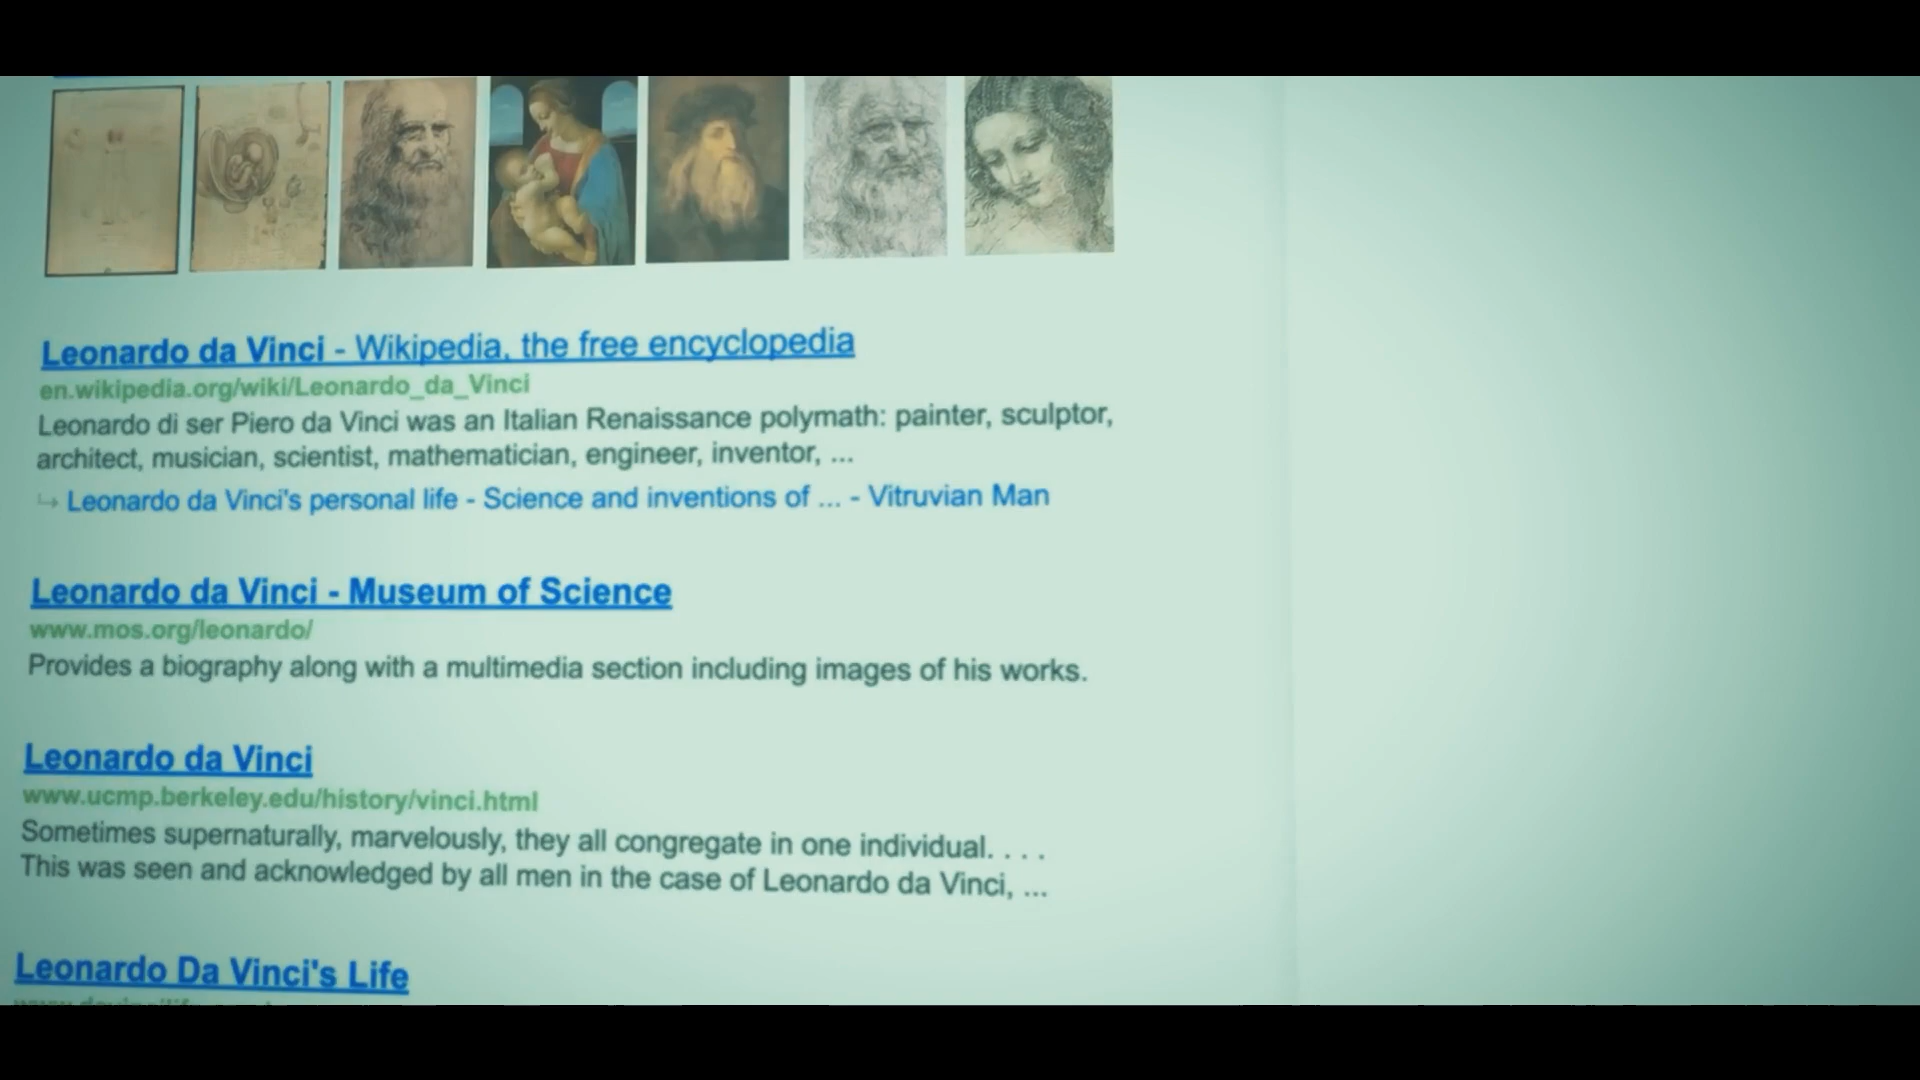 Leonardo da Vinci - Wikipedia, the free encyclopedia
en.wikipedia.org/wiki/Leonardo_da_Vinci
Leonardo di ser Piero da Vinci was an Italian Renaissance polymath: painter, sculptor,
architect, musician, scientist, mathematician, engineer, inventor, ...
Leonardo da Vinci's personal life - Science and inventions of ... - Vitruvian Man
Leonardo da Vinci - Museum of Science
www.mos.org/leonardo/
Provides a biography along with a multimedia section including images of his works.
Leonardo da Vinci
www.ucmp.berkeley.edu/history/vinci.html
Sometimes supernaturally, marvelously, they all congregate in one individual. . . .
This was seen and acknowledged by all men in the case of Leonardo da Vinci, ...
Leonardo Da Vinci's Life